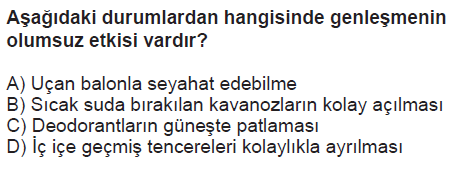 Aşağıdaki durumlardan hangisinde genleşmenin
olumsuz etkisi vardır?
A) Uçan balonla seyahat edebilme
B) Sıcak suda bırakılan kavanozların kolay açılması
C) Deodorantların güneşte patlaması
D) İç içe geçmiş tencereleri kolaylıkla ayrılması